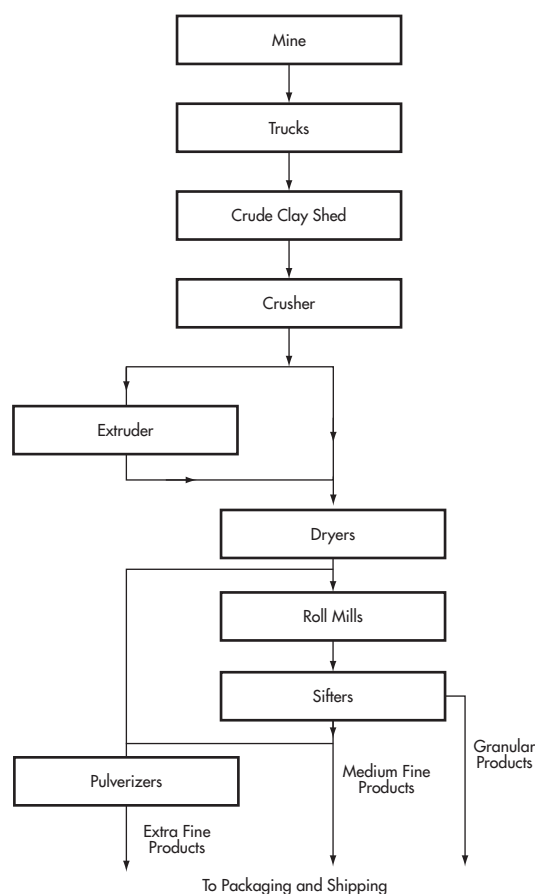 Mine
Trucks
Crude Clay Shed
Crusher
Extruder
Dryers
Roll Mills
Sifters
Granular
Products
Medium Fine
Products
Pulverizers
Extra Fine
Products
To Packaging and Shipping